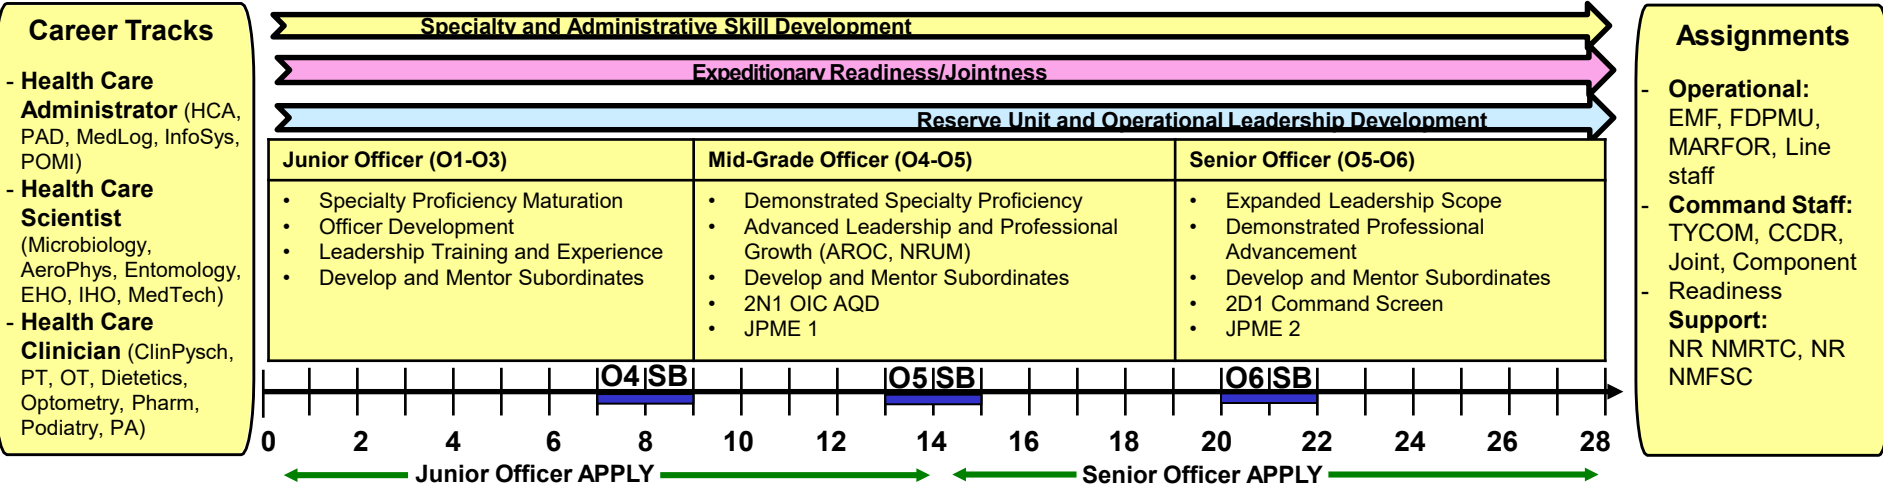 Career Tracks
- Health Care
Administrator (HCA,
PAD, MedLog, InfoSys,
POMI)
- Health Care
Scientist
(Microbiology,
AeroPhys, Entomology,
EHO, IHO, MedTech)
- Health Care
Clinician (ClinPysch,
PT, OT, Dietetics,
Optometry, Pharm,
Podiatry, PA)
Specialty and Administrative Skill Development
Expeditionary Readiness/Jointness
Reserve Unit and Operational Leadership Development
Junior Officer (O1-O3)
• Specialty Proficiency Maturation
• Officer Development
• Leadership Training and Experience
• Develop and Mentor Subordinates
Mid-Grade Officer (O4-O5)
• Demonstrated Specialty Proficiency
• Advanced Leadership and Professional
Growth (AROC, NRUM)
• Develop and Mentor Subordinates
• 2N1 OIC AQD
• JPME 1
Senior Officer (O5-O6)
• Expanded Leadership Scope
• Demonstrated Professional
Advancement
• Develop and Mentor Subordinates
• 2D1 Command Screen
• JPME 2
O4 SB O5 SB O6 SB
0 2 4 6 8 10 12 14 16 18 20 22 24 26 28
Junior Officer APPLY Senior Officer APPLY
Assignments
- Operational:
EMF, FDPMU,
MARFOR, Line
staff
- Command Staff:
TYCOM, CCDR,
Joint, Component
- Readiness
Support:
NR NMRTC, NR
NMFSC